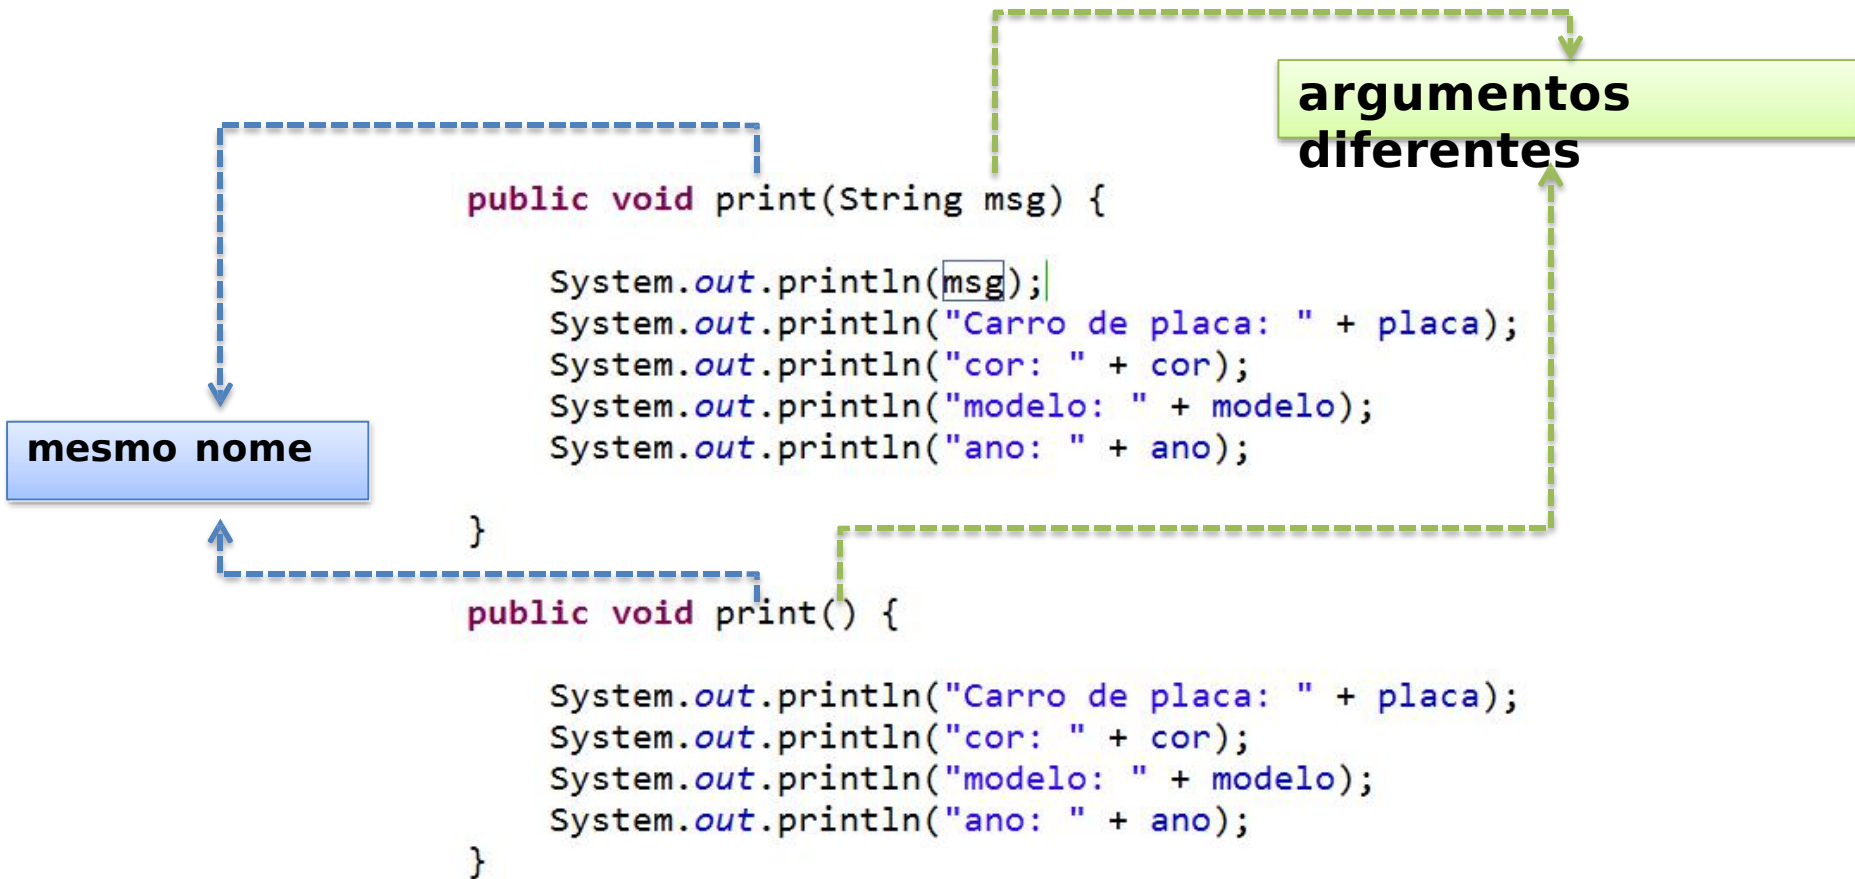 argumentos
diferentes
public void print(String msg) {
System.out.println(msg);
System.out.println("Carro de placa: " + placa);
System.out.println("cor: " + cor);
System.out.println("modelo: " + modelo);
System.out.println("ano: " + ano);
mesmo nome
}
public void print() {
System.out.println("Carro de placa: " + placa);
System.out.println("cor: " + cor);
System.out.println("modelo: " + modelo);
System.out.println("ano: " + ano);
}